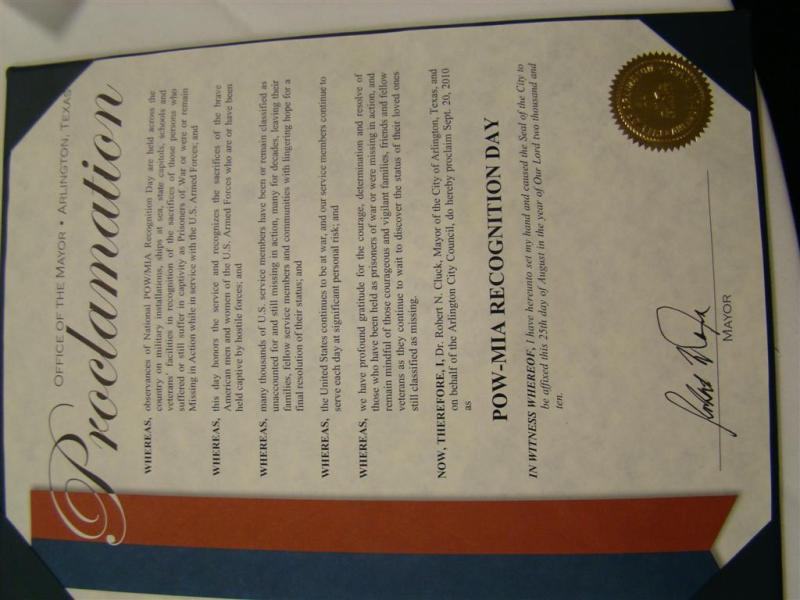 OFFICE OF THE MAYOR • ARLINGTON, TEXAS
Proclamation
WHEREAS, observances of National POW/MIA Recognition Day are held across the
country on military installations, ships at sea, state capitols, schools and
veterans' facilities in recognition of the sacrifices of those persons who
suffered or still suffer in captivity as Prisoners of War or were or remain
Missing in Action while in service with the U.S. Armed Forces; and
WHEREAS, this day honors the service and recognizes the sacrifices of the brave
American men and women of the U.S. Armed Forces who are or have been
held captive by hostile forces; and
WHEREAS, many thousands of U.S. service members have been or remain classified as
unaccounted for and still missing in action, many for decades, leaving their
families, fellow service members and communities with lingering hope for a
final resolution of their status; and
WHEREAS, the United States continues to be at war, and our service members continue to
serve each day at significant personal risk; and
WHEREAS, we have profound gratitude for the courage, determination and resolve of
those who have been held as prisoners of war or were missing in action, and
remain mindful of those courageous and vigilant families, friends and fellow
veterans as they continue to wait to discover the status of their loved ones
still classified as missing.
NOW, THEREFORE, I, Dr. Robert N. Cluck, Mayor of the City of Arlington, Texas, and
on behalf of the Arlington City Council, do hereby proclaim Sept. 20, 2010
as
POW-MIA RECOGNITION DAY
IN WITNESS WHEREOF, I have hereunto set my hand and caused the Seal of the City to
be affixed this 25th day of August in the year of Our Lord two thousand and
ten.
MAYOR